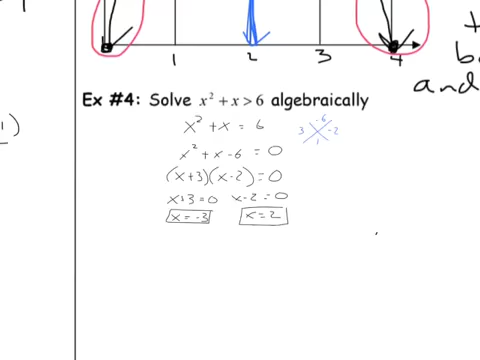 1 2 3 4
b
and
Ex #4: Solve x² + x > 6 algebraically
x² + x = 6
-6
3 -2
1
x² + x - 6 = 0
(x+3)(x-2) = 0
x+3=0 x-2=0
x = -3 x = 2
1)